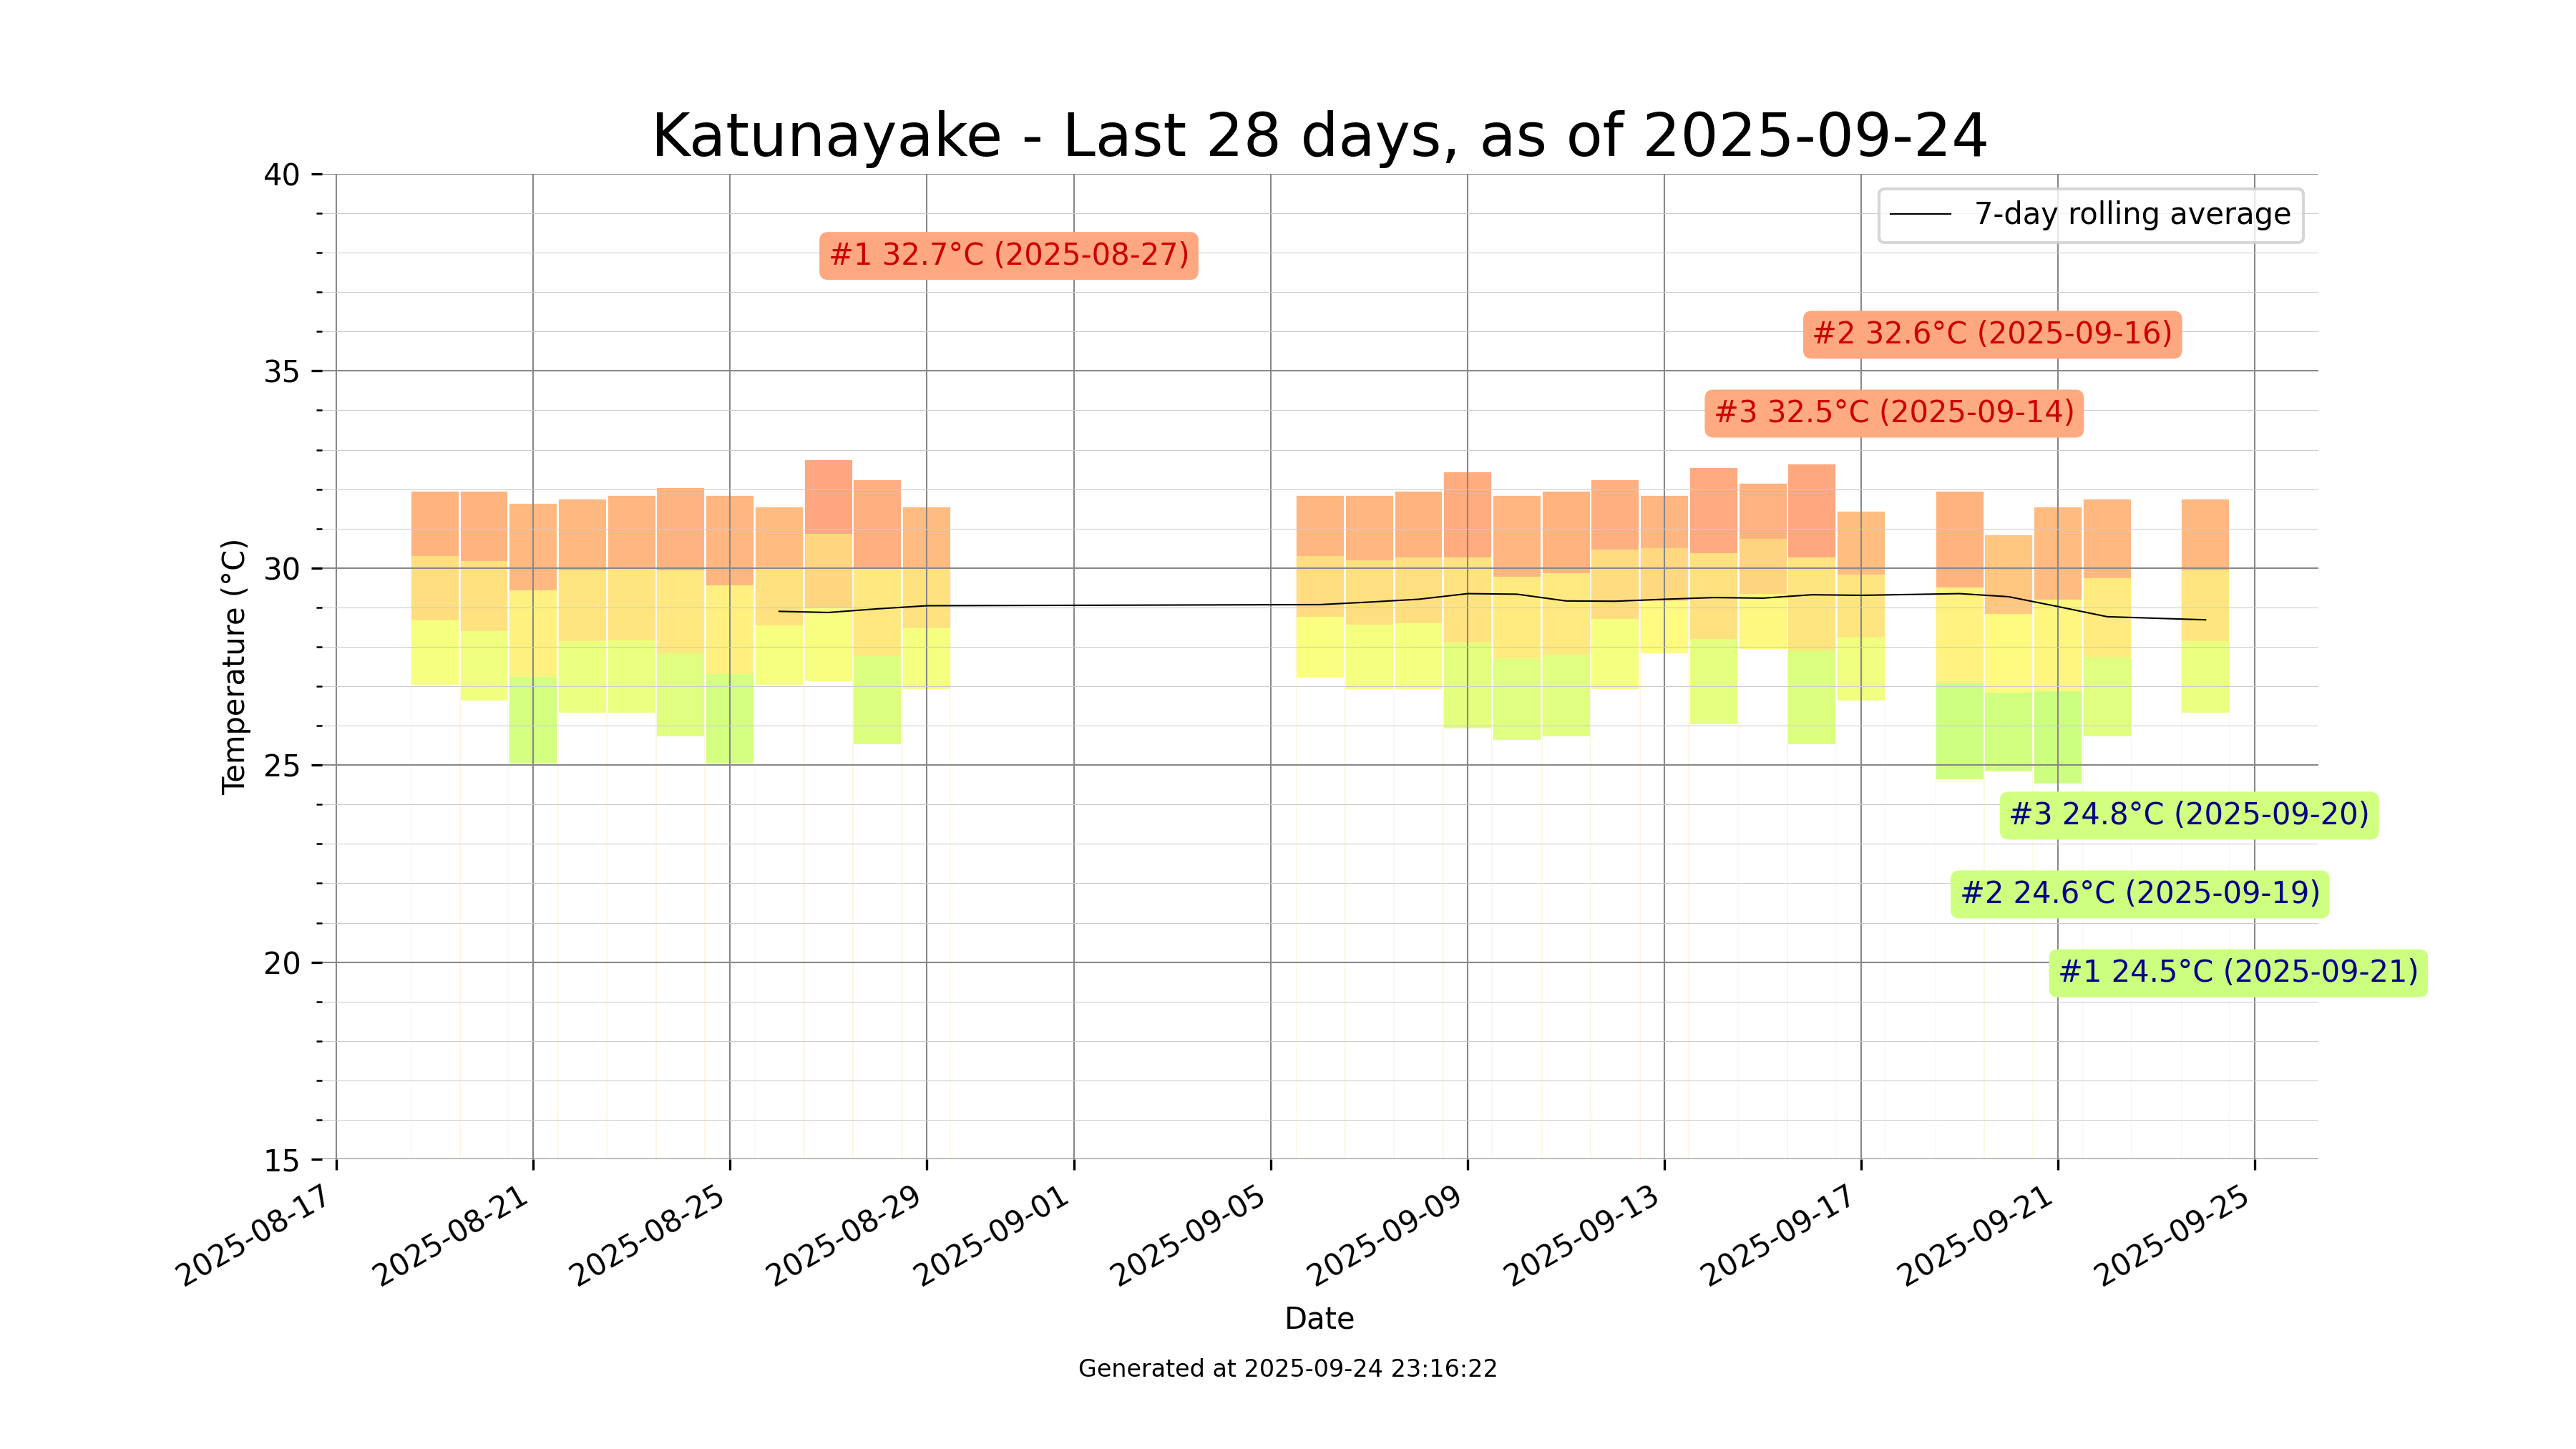 Katunayake - Last 28 days, as of 2025-09-24
40
7-day rolling average
#1 32.7°C (2025-08-27)
#2 32.6°C (2025-09-16)
35
#3 32.5°C (2025-09-14)
30
Temperature (°C)
25
#3 24.8°C (2025-09-20)
#2 24.6°C (2025-09-19)
20
#1 24.5°C (2025-09-21)
15
2025-08-17
2025-08-21
2025-08-25
2025-08-29
2025-09-01
2025-09-05
2025-09-09
2025-09-13
2025-09-17
2025-09-21
2025-09-25
Date
Generated at 2025-09-24 23:16:22